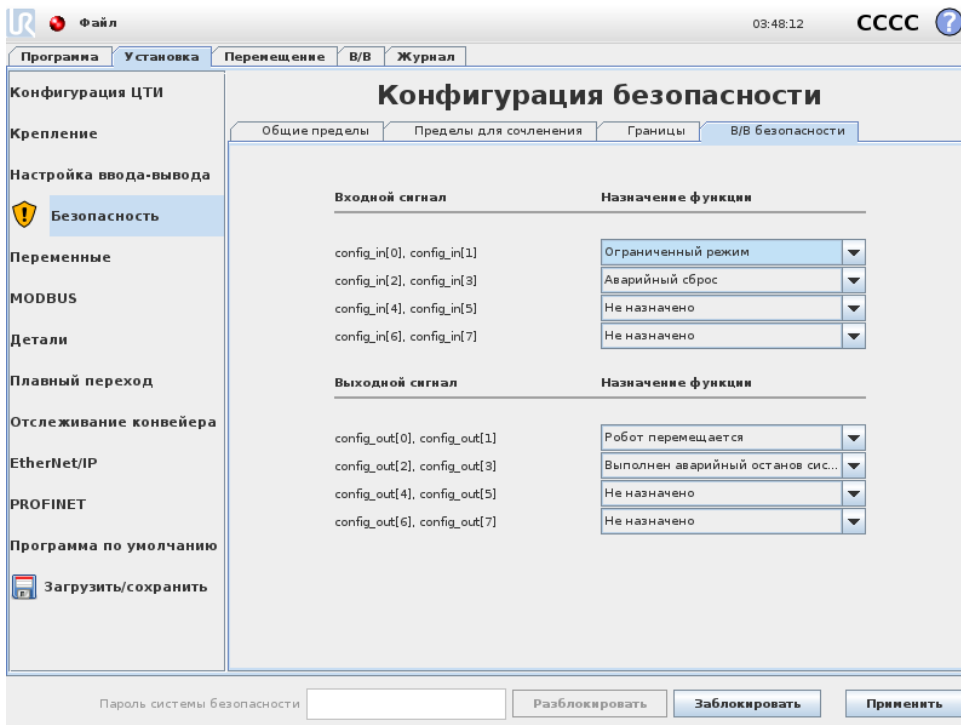 UR Файл 03:48:12 CCCC ?
Программа Установка Перемещение В/В Журнал
Конфигурация ЦТИ
Крепление
Настройка ввода-вывода
Безопасность
Переменные
MODBUS
Детали
Плавный переход
Отслеживание конвейера
EtherNet/IP
PROFINET
Программа по умолчанию
Загрузить/сохранить
Конфигурация безопасности
Общие пределы Пределы для сочленения Границы В/В безопасности
Входной сигнал Назначение функции
config_in[0], config_in[1] Ограниченный режим
config_in[2], config_in[3] Аварийный сброс
config_in[4], config_in[5] Не назначено
config_in[6], config_in[7] Не назначено
Выходной сигнал Назначение функции
config_out[0], config_out[1] Робот перемещается
config_out[2], config_out[3] Выполнен аварийный останов сис...
config_out[4], config_out[5] Не назначено
config_out[6], config_out[7] Не назначено
Пароль системы безопасности Разблокировать Заблокировать Применить